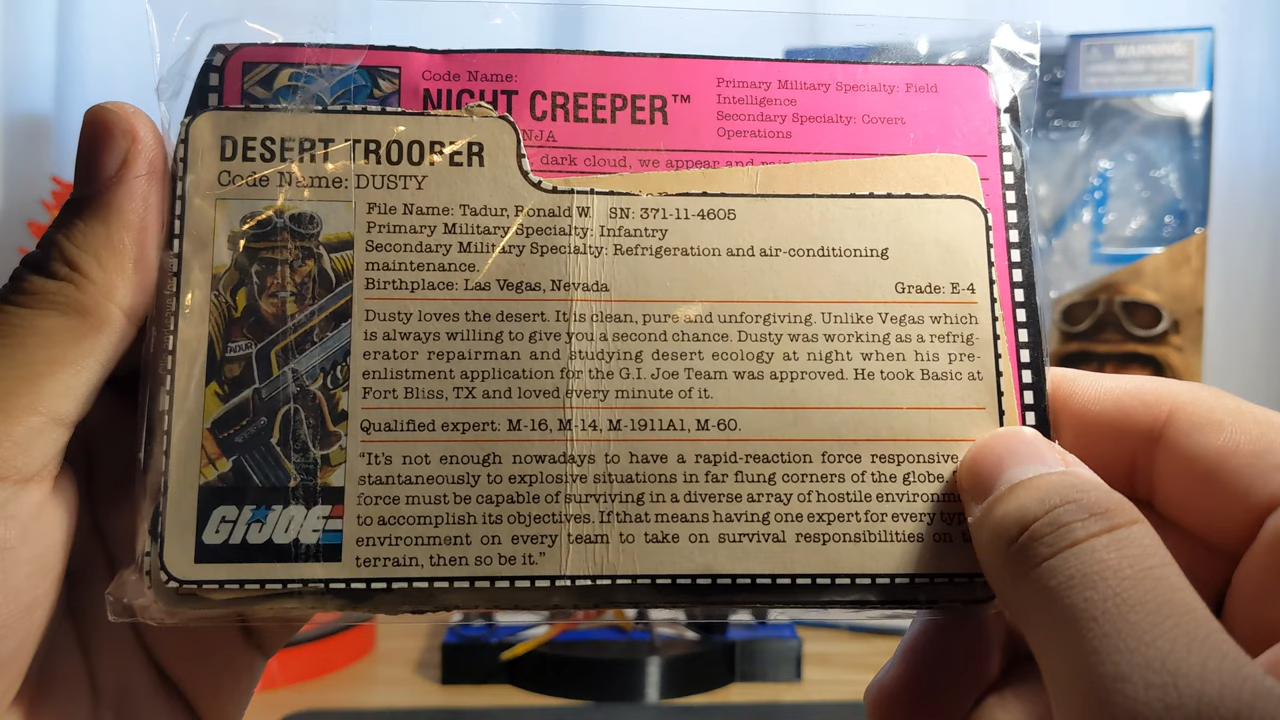 WARNING:
Code Name:
NIGHT CREEPER™
Primary Military Specialty: Field
Intelligence
Secondary Specialty: Covert
Operations
NJA
, dark cloud, we appear and
DESERT TROOPER
Code Name: DUSTY
File Name: Tadur, Ronald W. SN: 371-11-4605
Primary Military Specialty: Infantry
Secondary Military Specialty: Refrigeration and air-conditioning
maintenance.
Birthplace: Las Vegas, Nevada Grade: E-4
TADUR
Dusty loves the desert. It is clean, pure and unforgiving. Unlike Vegas which
is always willing to give you a second chance. Dusty was working as a refrig-
erator repairman and studying desert ecology at night when his pre-
enlistment application for the G.I. Joe Team was approved. He took Basic at
Fort Bliss, TX and loved every minute of it.
Qualified expert: M-16, M-14, M-1911A1, M-60.
“It's not enough nowadays to have a rapid-reaction force responsive
stantaneously to explosive situations in far flung corners of the globe.
force must be capable of surviving in a diverse array of hostile environm
to accomplish its objectives. If that means having one expert for every typ
environment on every team to take on survival responsibilities on
terrain, then so be it.”
GI JOE